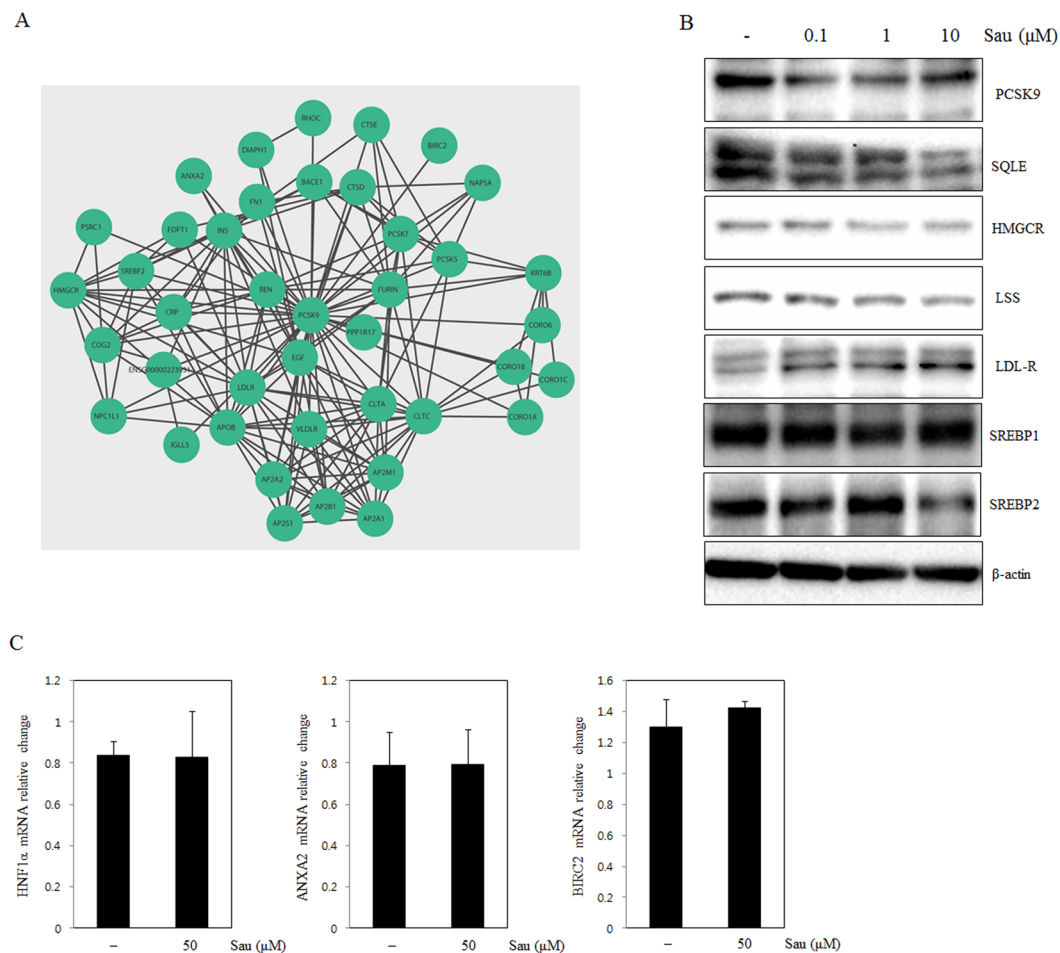 A
RHOC
CTSE
DIAPH1
BIRC2
ANXA2
BACE1
CTSD
NAPSA
FN1
PSRC1
FDFT1
INS
PCSK7
SREBF2
PCSK5
HMGCR
REN
FURIN
KRT6B
CRP
PCSK9
PPP1R17
CORO6
COG2
EGF
ENSG00000223931
CORO1B
LDLR
CORO1C
NPC1L1
CLTA
APOB
VLDLR
CLTC
CORO1A
IGLL5
AP2A2
AP2M1
AP2B1
AP2S1
AP2A1
B
- 0.1 1 10 Sau (μM)
PCSK9
SQLE
HMGCR
LSS
LDL-R
SREBP1
SREBP2
β-actin
C
HNF1α mRNA relative change
1.2
1
0.8
0.6
0.4
0.2
0
– 50 Sau (μM)
ANXA2 mRNA relative change
1.2
1
0.8
0.6
0.4
0.2
0
– 50 Sau (μM)
BIRC2 mRNA relative change
1.6
1.4
1.2
1
0.8
0.6
0.4
0.2
0
– 50 Sau (μM)